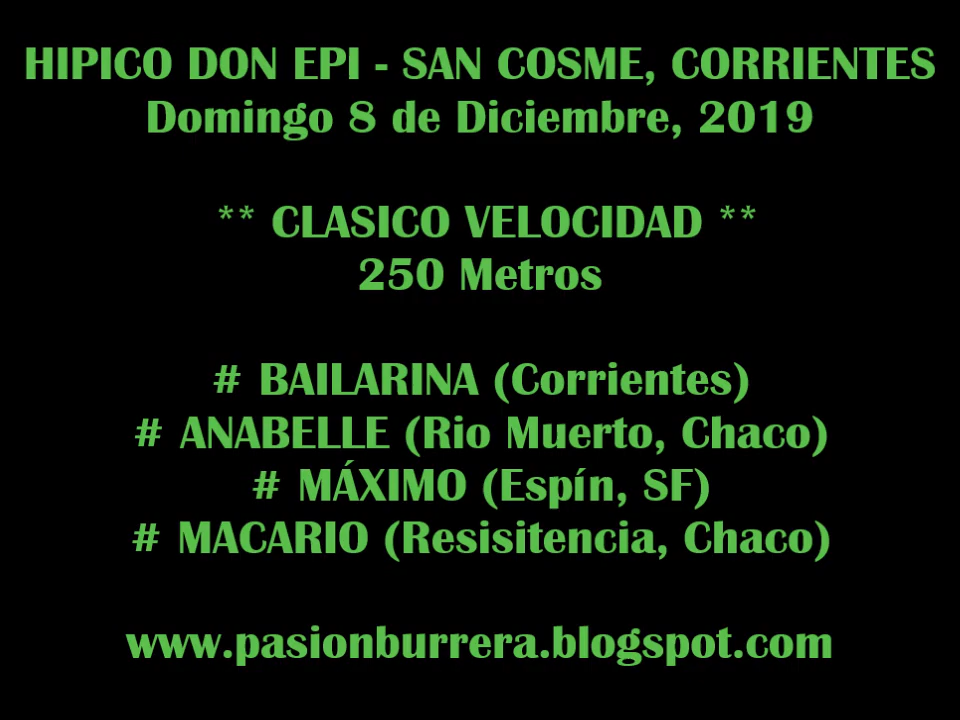 HIPICO DON EPI - SAN COSME, CORRIENTES
Domingo 8 de Diciembre, 2019
** CLASICO VELOCIDAD **
250 Metros
# BAILARINA (Corrientes)
# ANABELLE (Rio Muerto, Chaco)
# MÁXIMO (Espín, SF)
# MACARIO (Resisitencia, Chaco)
www.pasionburrera.blogspot.com